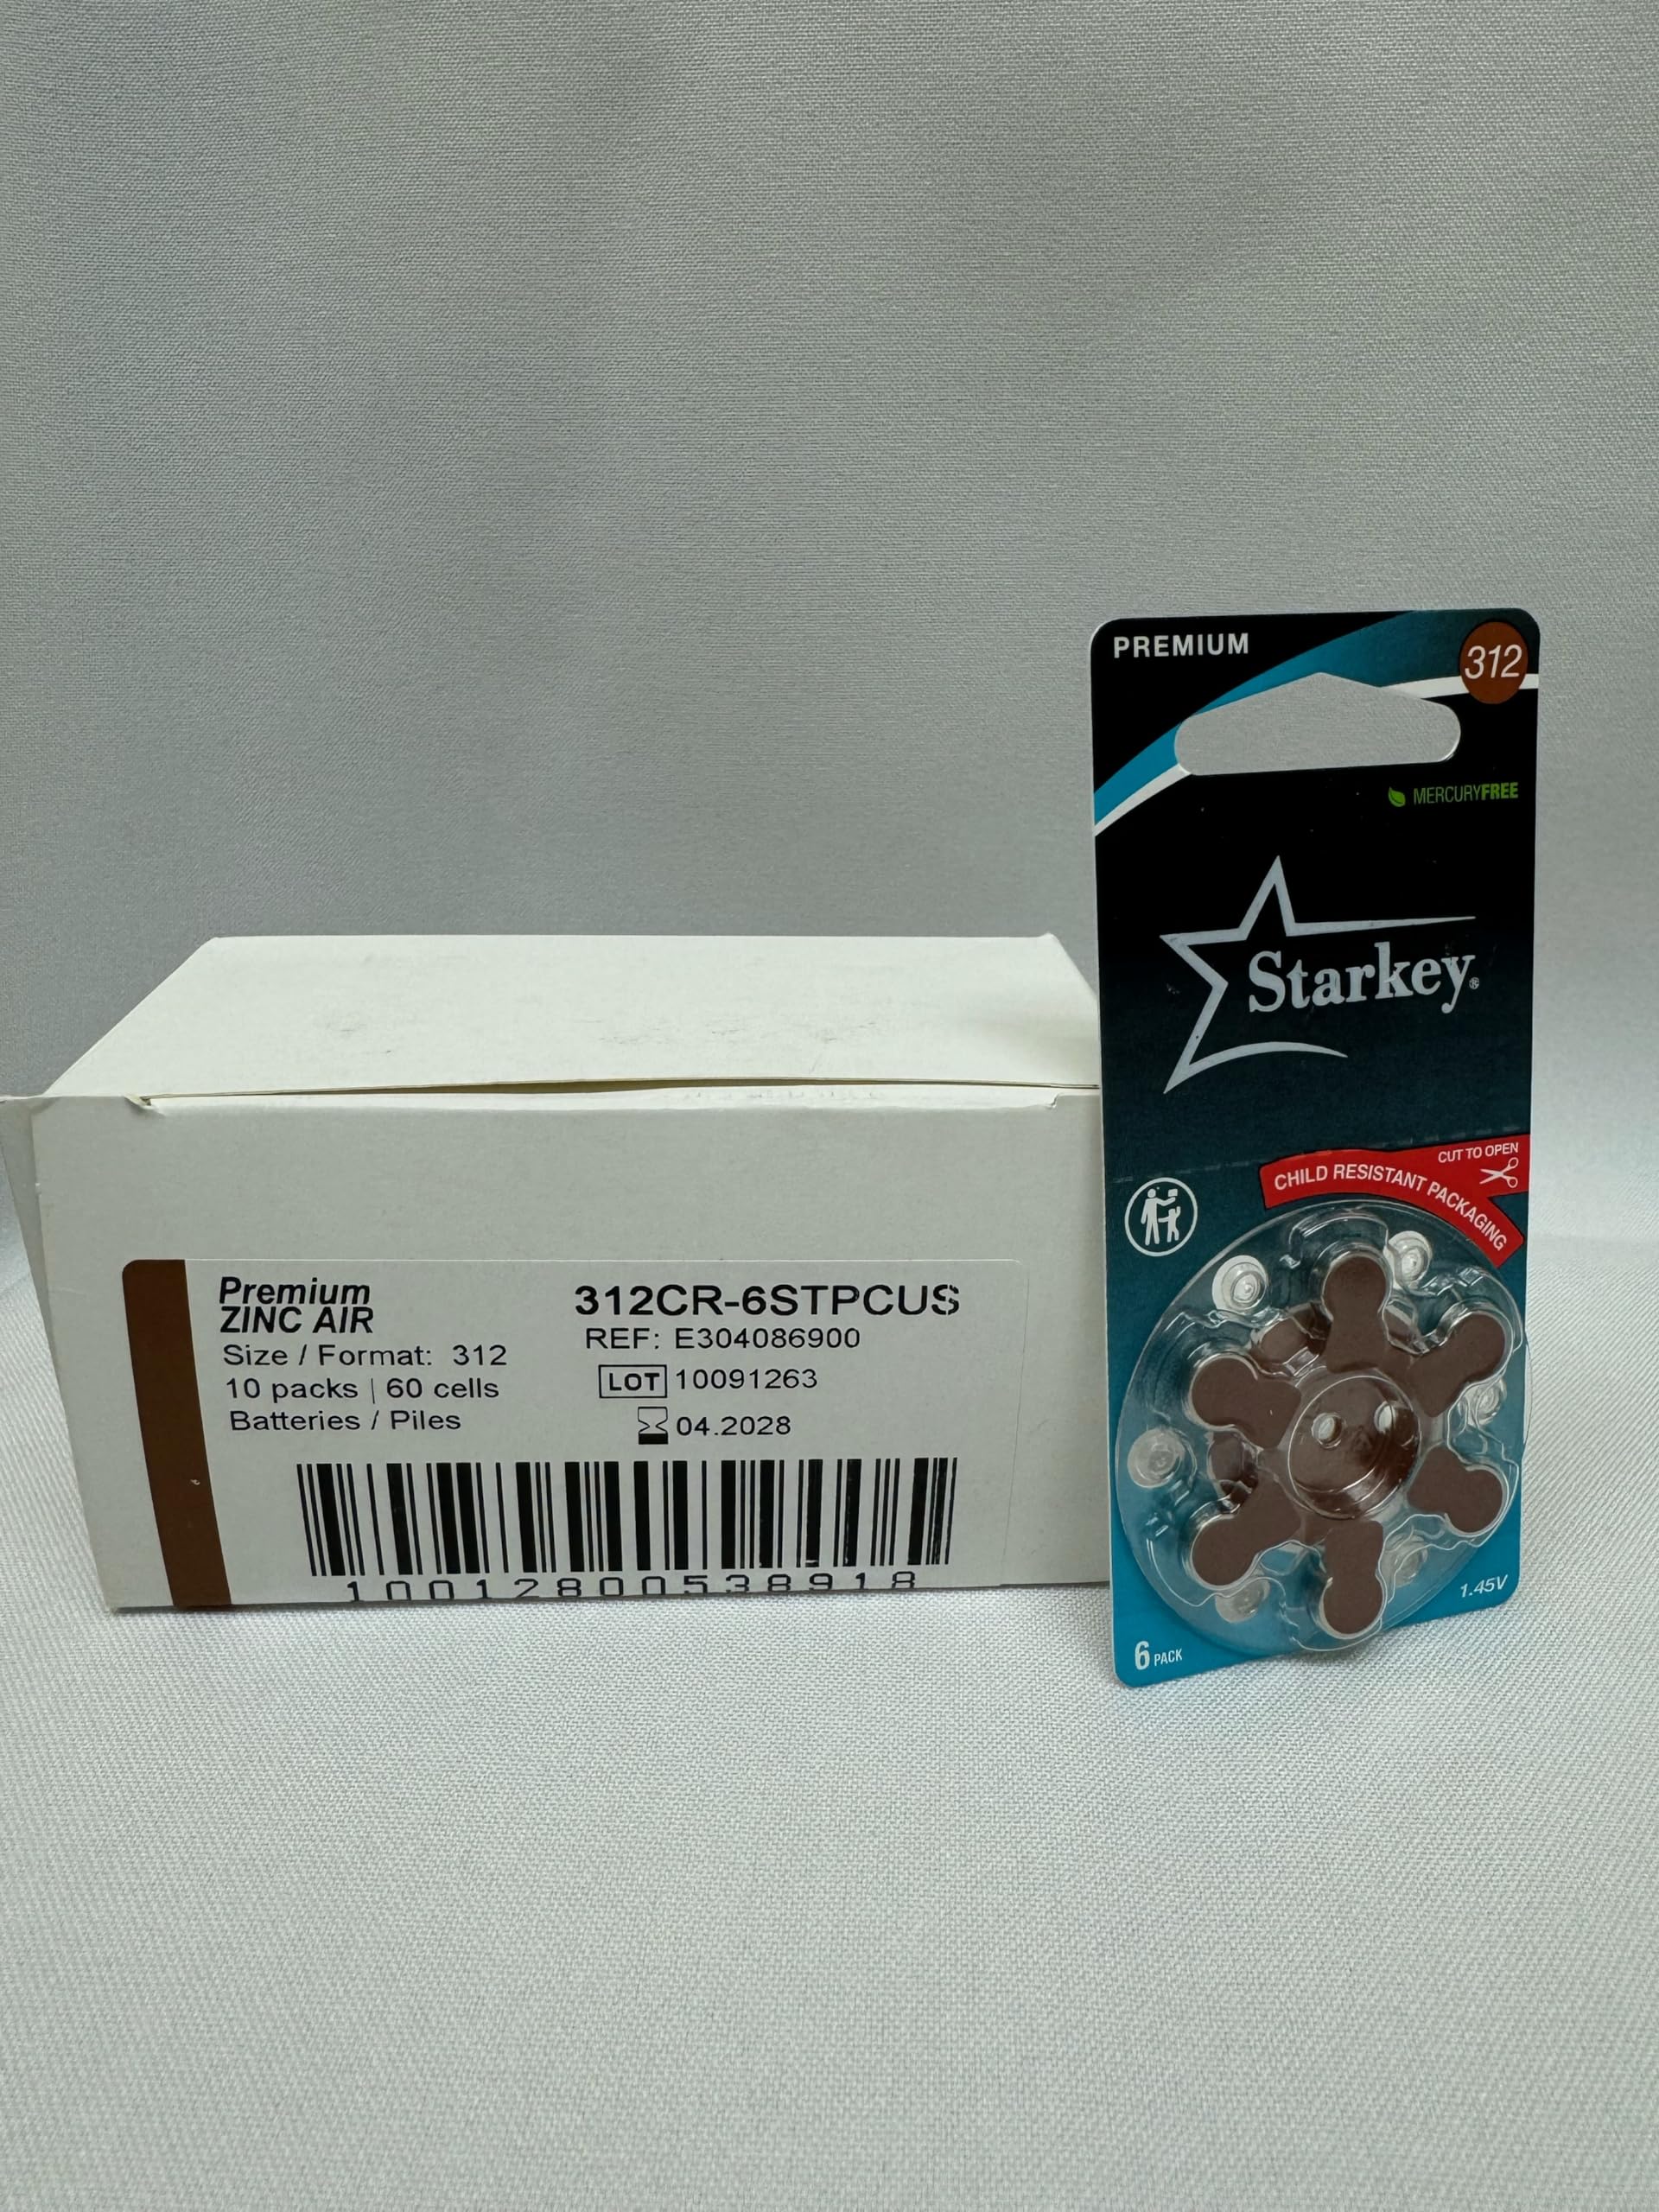 Premium
ZINC AIR
Size / Format: 312
10 packs | 60 cells
Batteries / Piles
312CR-6STPCUS
REF: E304086900
LOT 10091263
04.2028
10012800538918
PREMIUM
312
MERCURYFREE
Starkey®
CUT TO OPEN
CHILD RESISTANT PACKAGING
1.45V
6 PACK